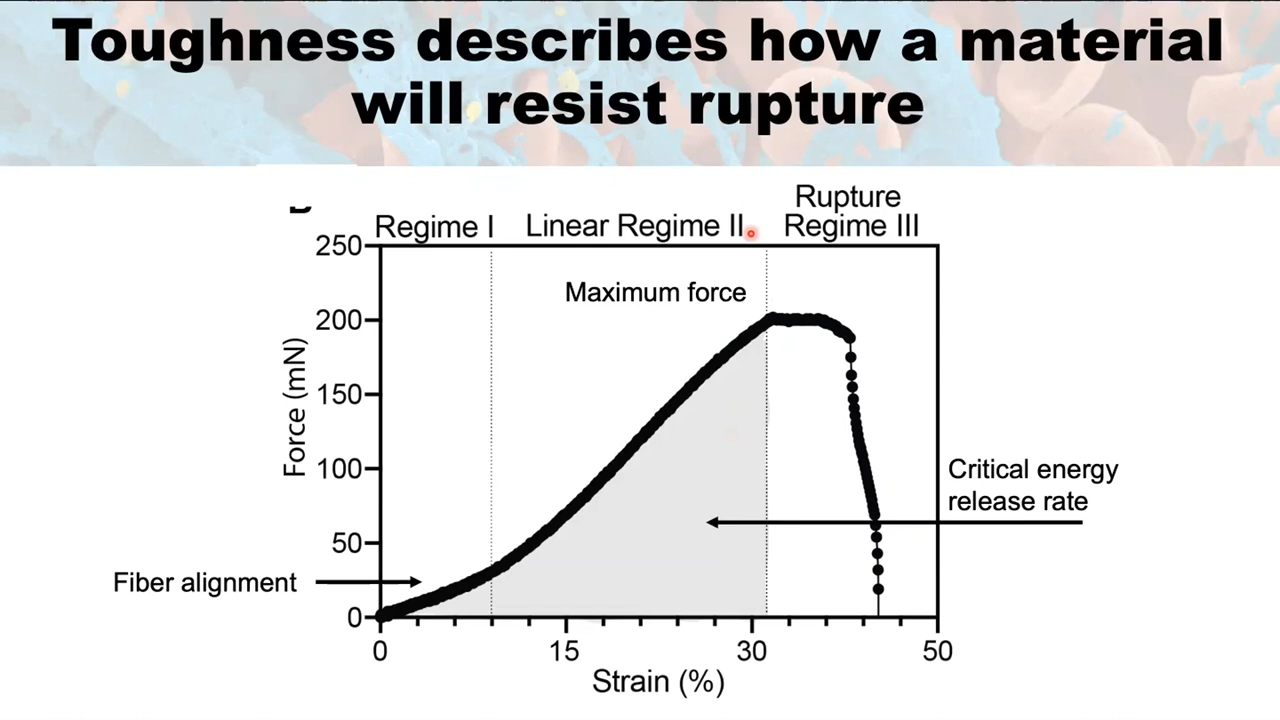 Toughness describes how a material
will resist rupture
Rupture
Regime I
Linear Regime II
Regime III
250
200
150
100
50
0
Force (mN)
Maximum force
Critical energy
release rate
Fiber alignment
0
15
30
50
Strain (%)